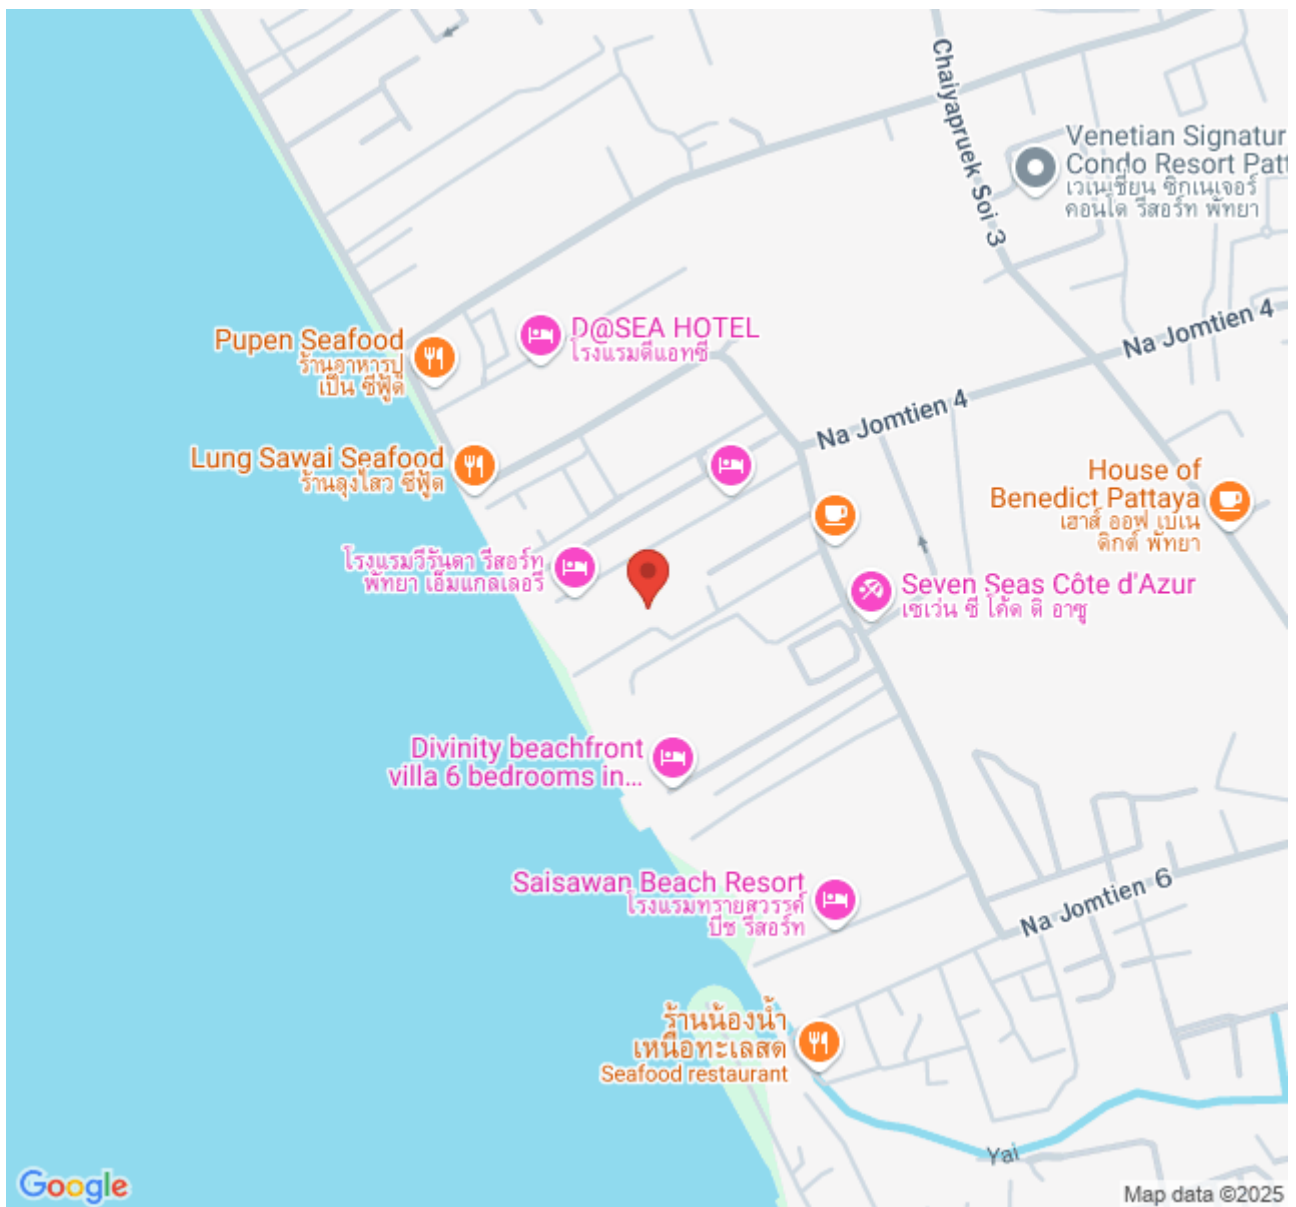 Chaiyapruek Soi 3
Venetian Signatur
Condo Resort Patt
เวเนเชี่ยน ซิกเนเจอร์
คอนโด รีสอร์ท พัทยา
Na Jomtien 4
D@SEA HOTEL
โรงแรมดีแอทซี
Pupen Seafood
ร้านอาหารปู
เป็น ซีฟู้ด
Na Jomtien 4
Lung Sawai Seafood
ร้านลุงไสว ซีฟู้ด
House of
Benedict Pattaya
เฮาส์ ออฟ เบเน
ดิกต์ พัทยา
โรงแรมวีรันดา รีสอร์ท
พัทยา เอ็มแกลเลอรี
Seven Seas Côte d'Azur
เซเว่น ซี โค้ด ดิ อาซู
Divinity beachfront
villa 6 bedrooms in...
Saisawan Beach Resort
โรงแรมทรายสวรรค์
บีช รีสอร์ท
Na Jomtien 6
ร้านน้องน้ำ
เหนือทะเลสด
Seafood restaurant
Yai
Google
Map data ©2025